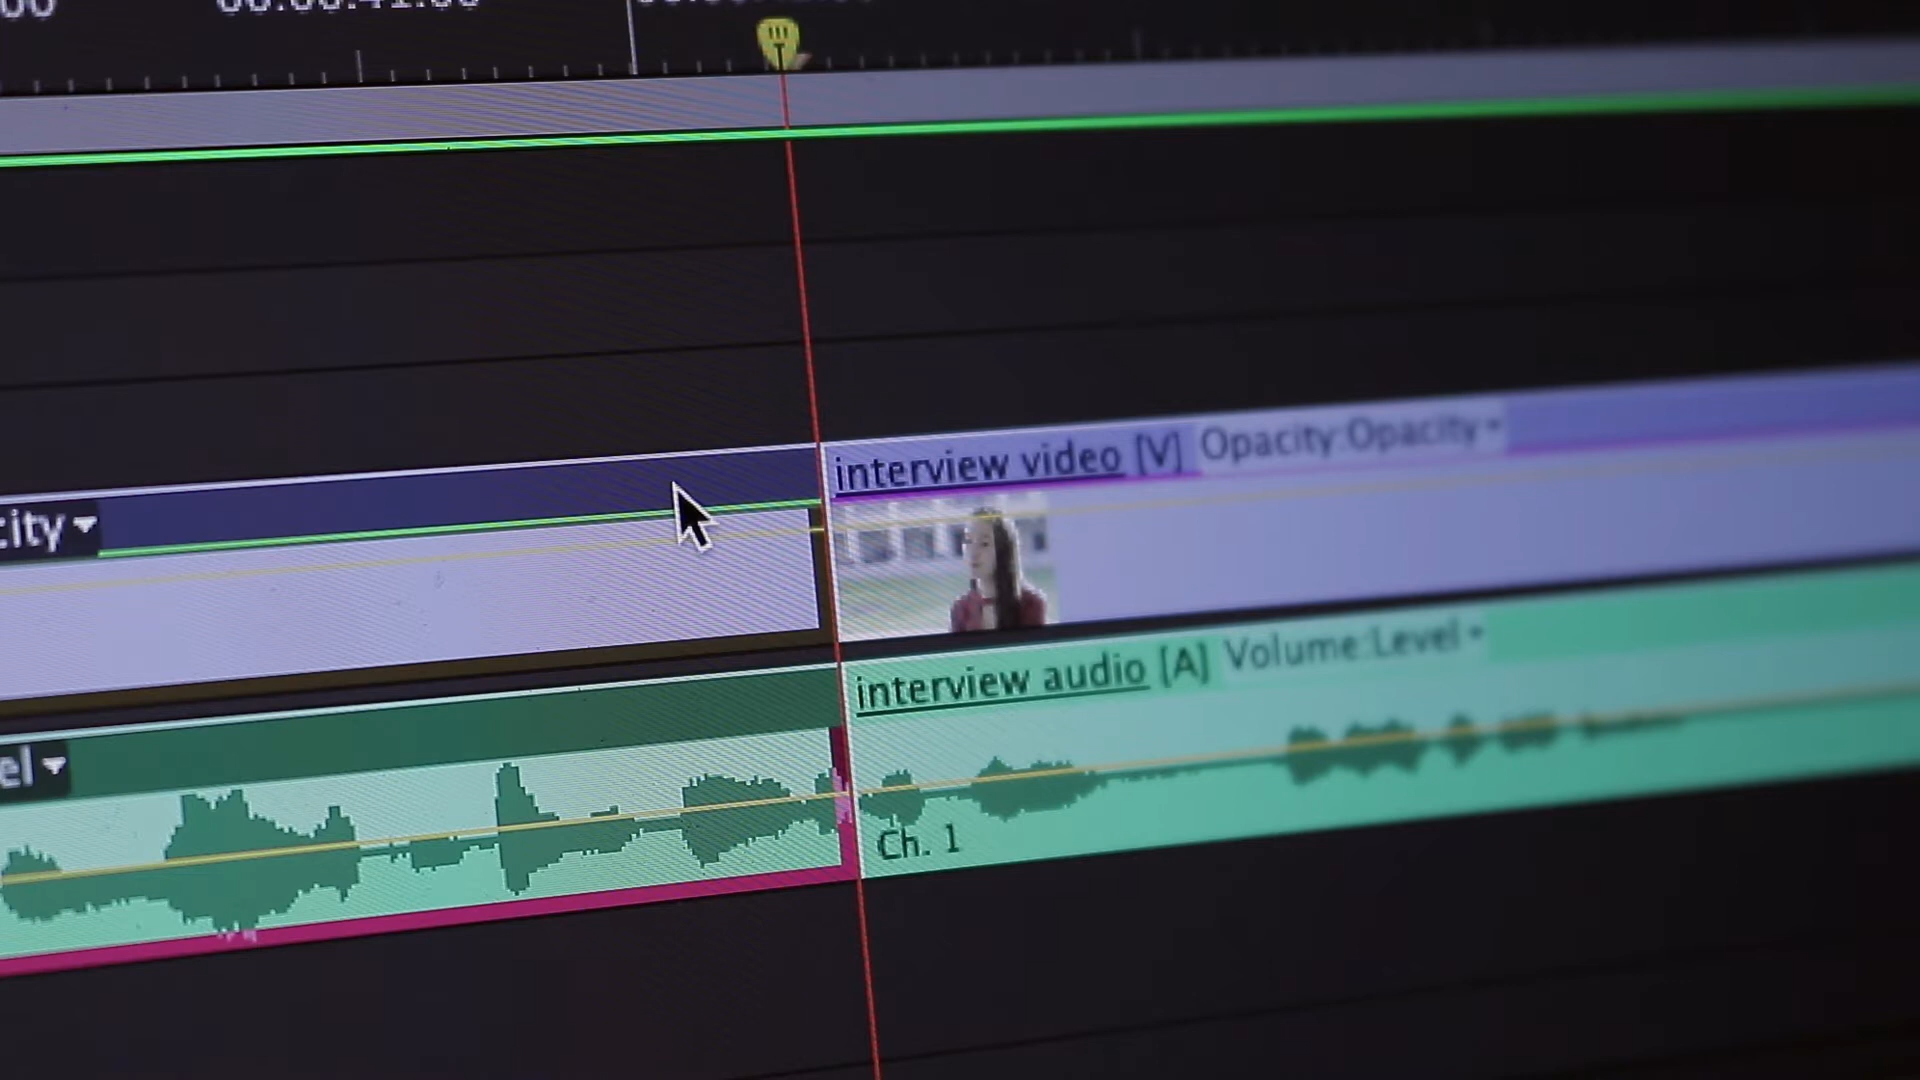 interview video [V] Opacity:Opacity
city
interview audio [A] Volume:Level
el
Ch. 1